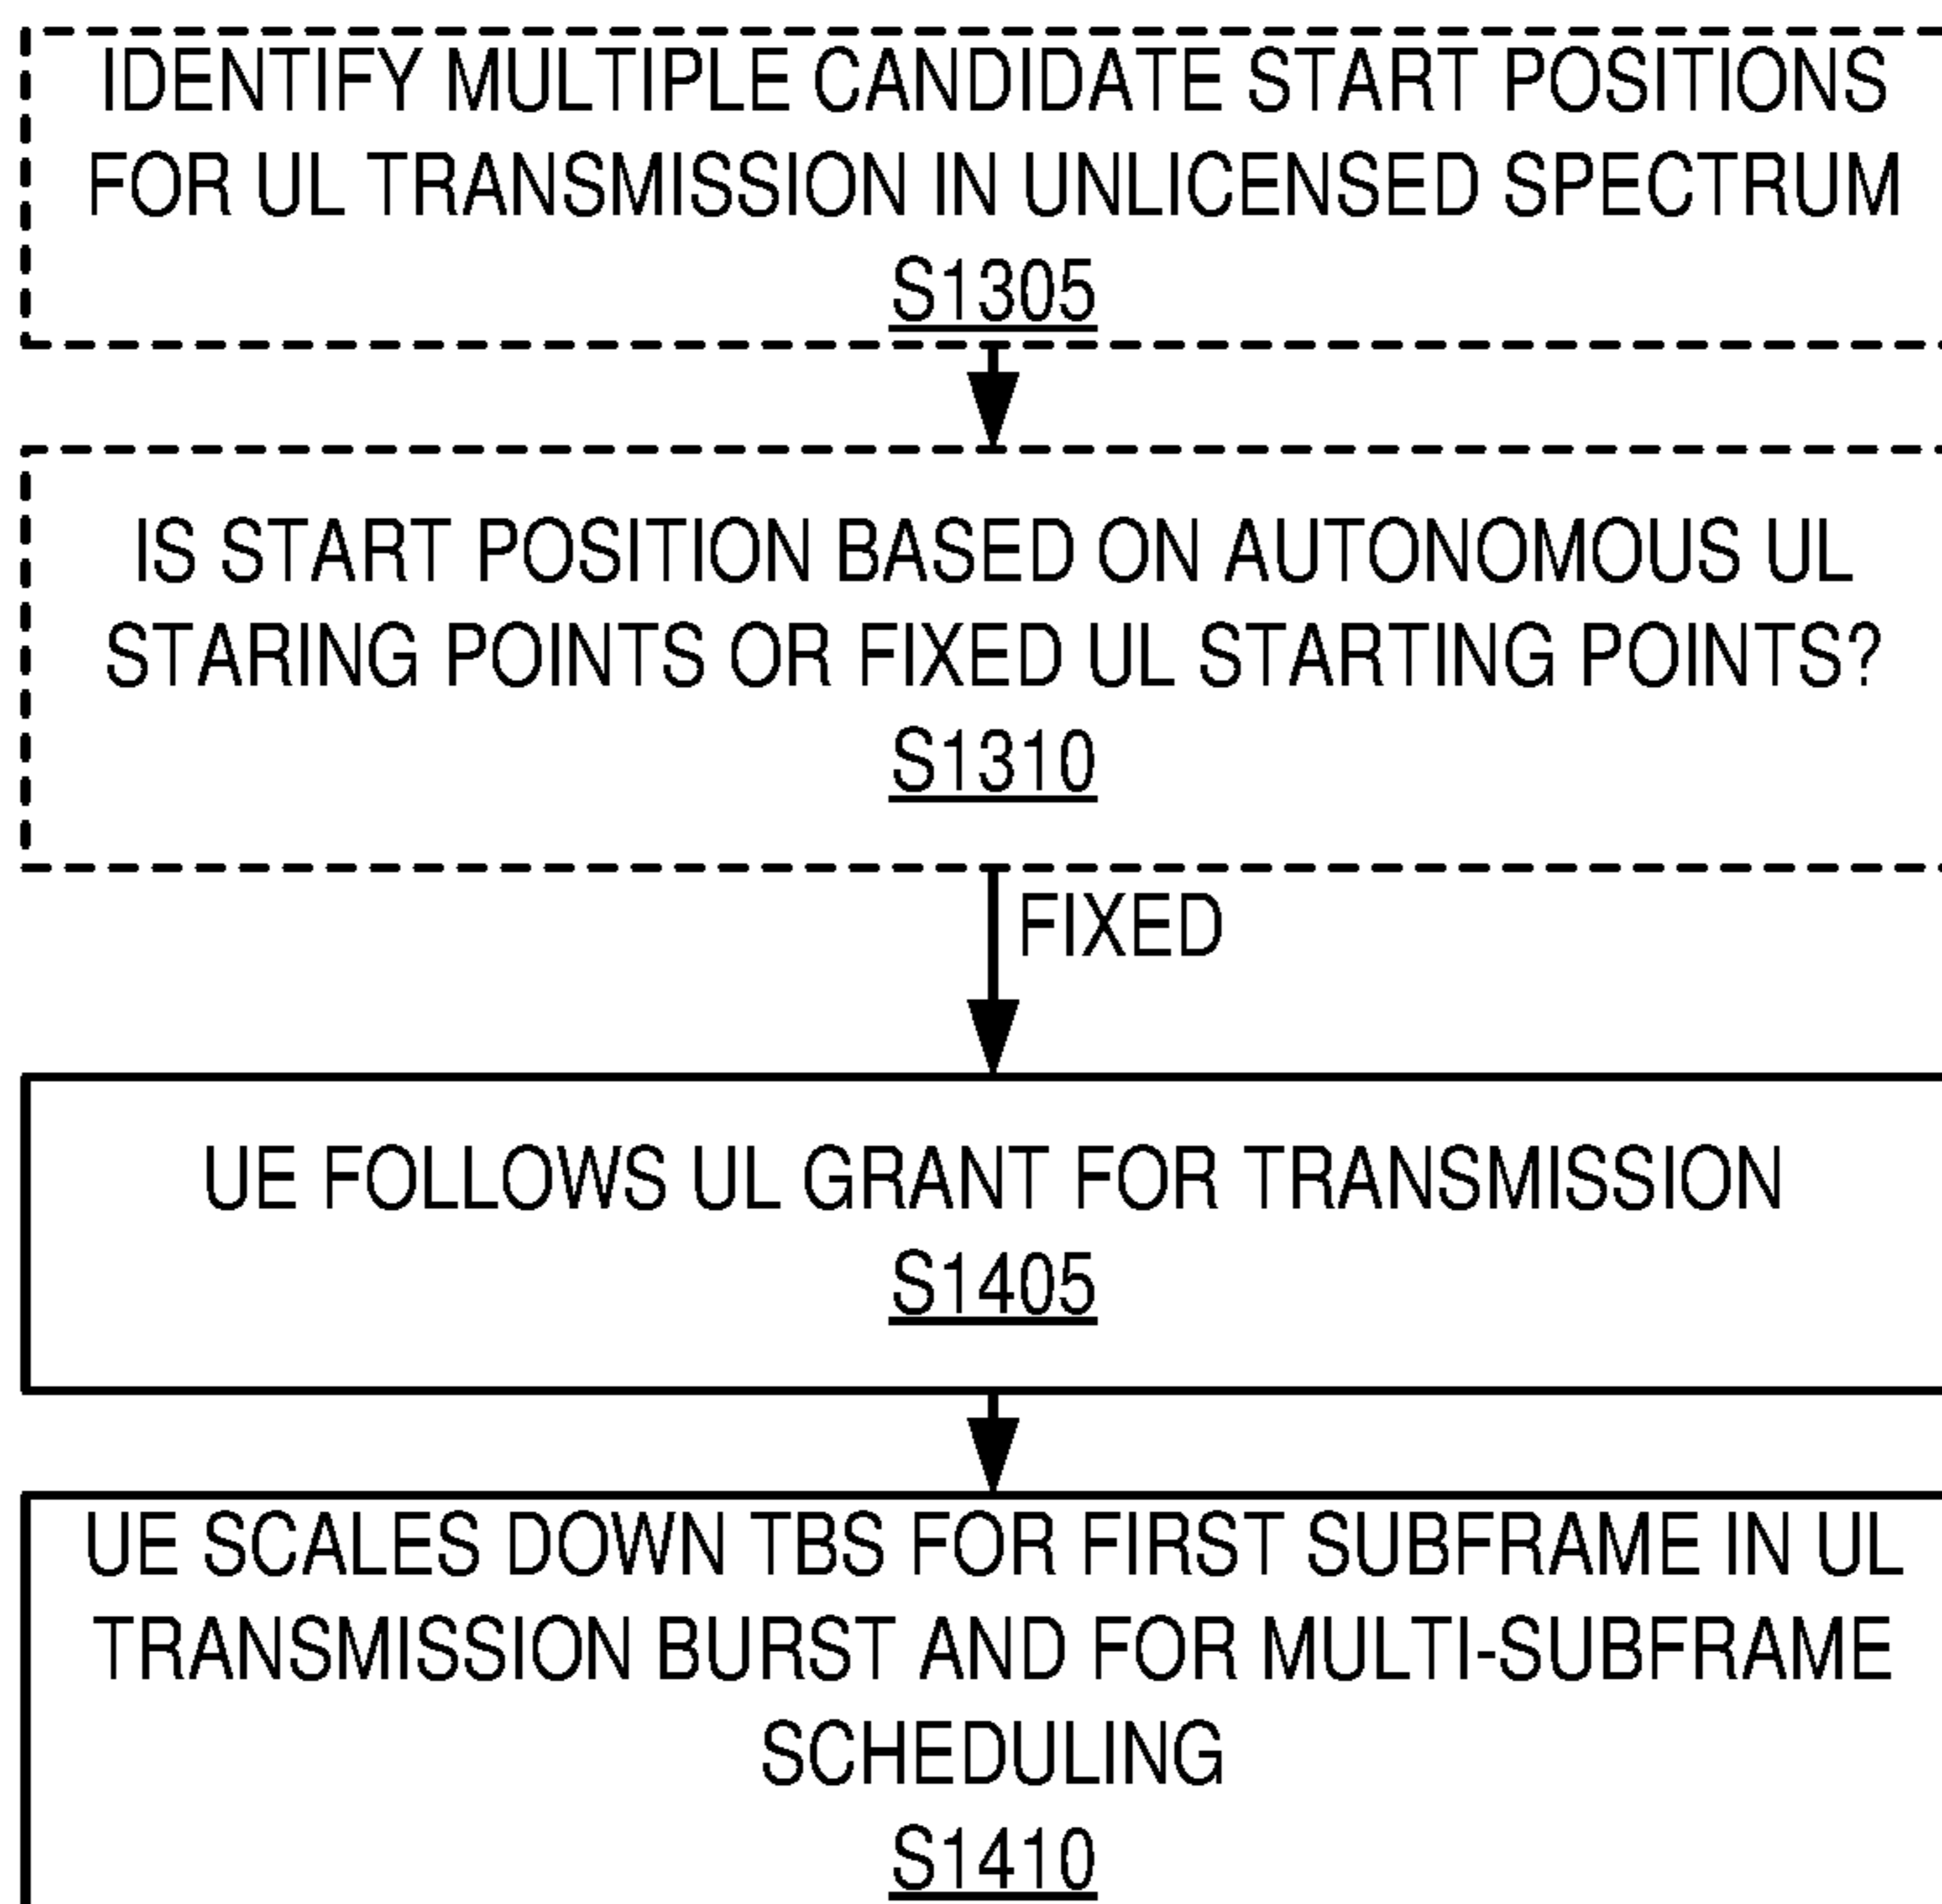 IDENTIFY MULTIPLE CANDIDATE START POSITIONS
FOR UL TRANSMISSION IN UNLICENSED SPECTRUM
S1305
IS START POSITION BASED ON AUTONOMOUS UL
STARING POINTS OR FIXED UL STARTING POINTS?
S1310
FIXED
UE FOLLOWS UL GRANT FOR TRANSMISSION
S1405
UE SCALES DOWN TBS FOR FIRST SUBFRAME IN UL
TRANSMISSION BURST AND FOR MULTI-SUBFRAME
SCHEDULING
S1410